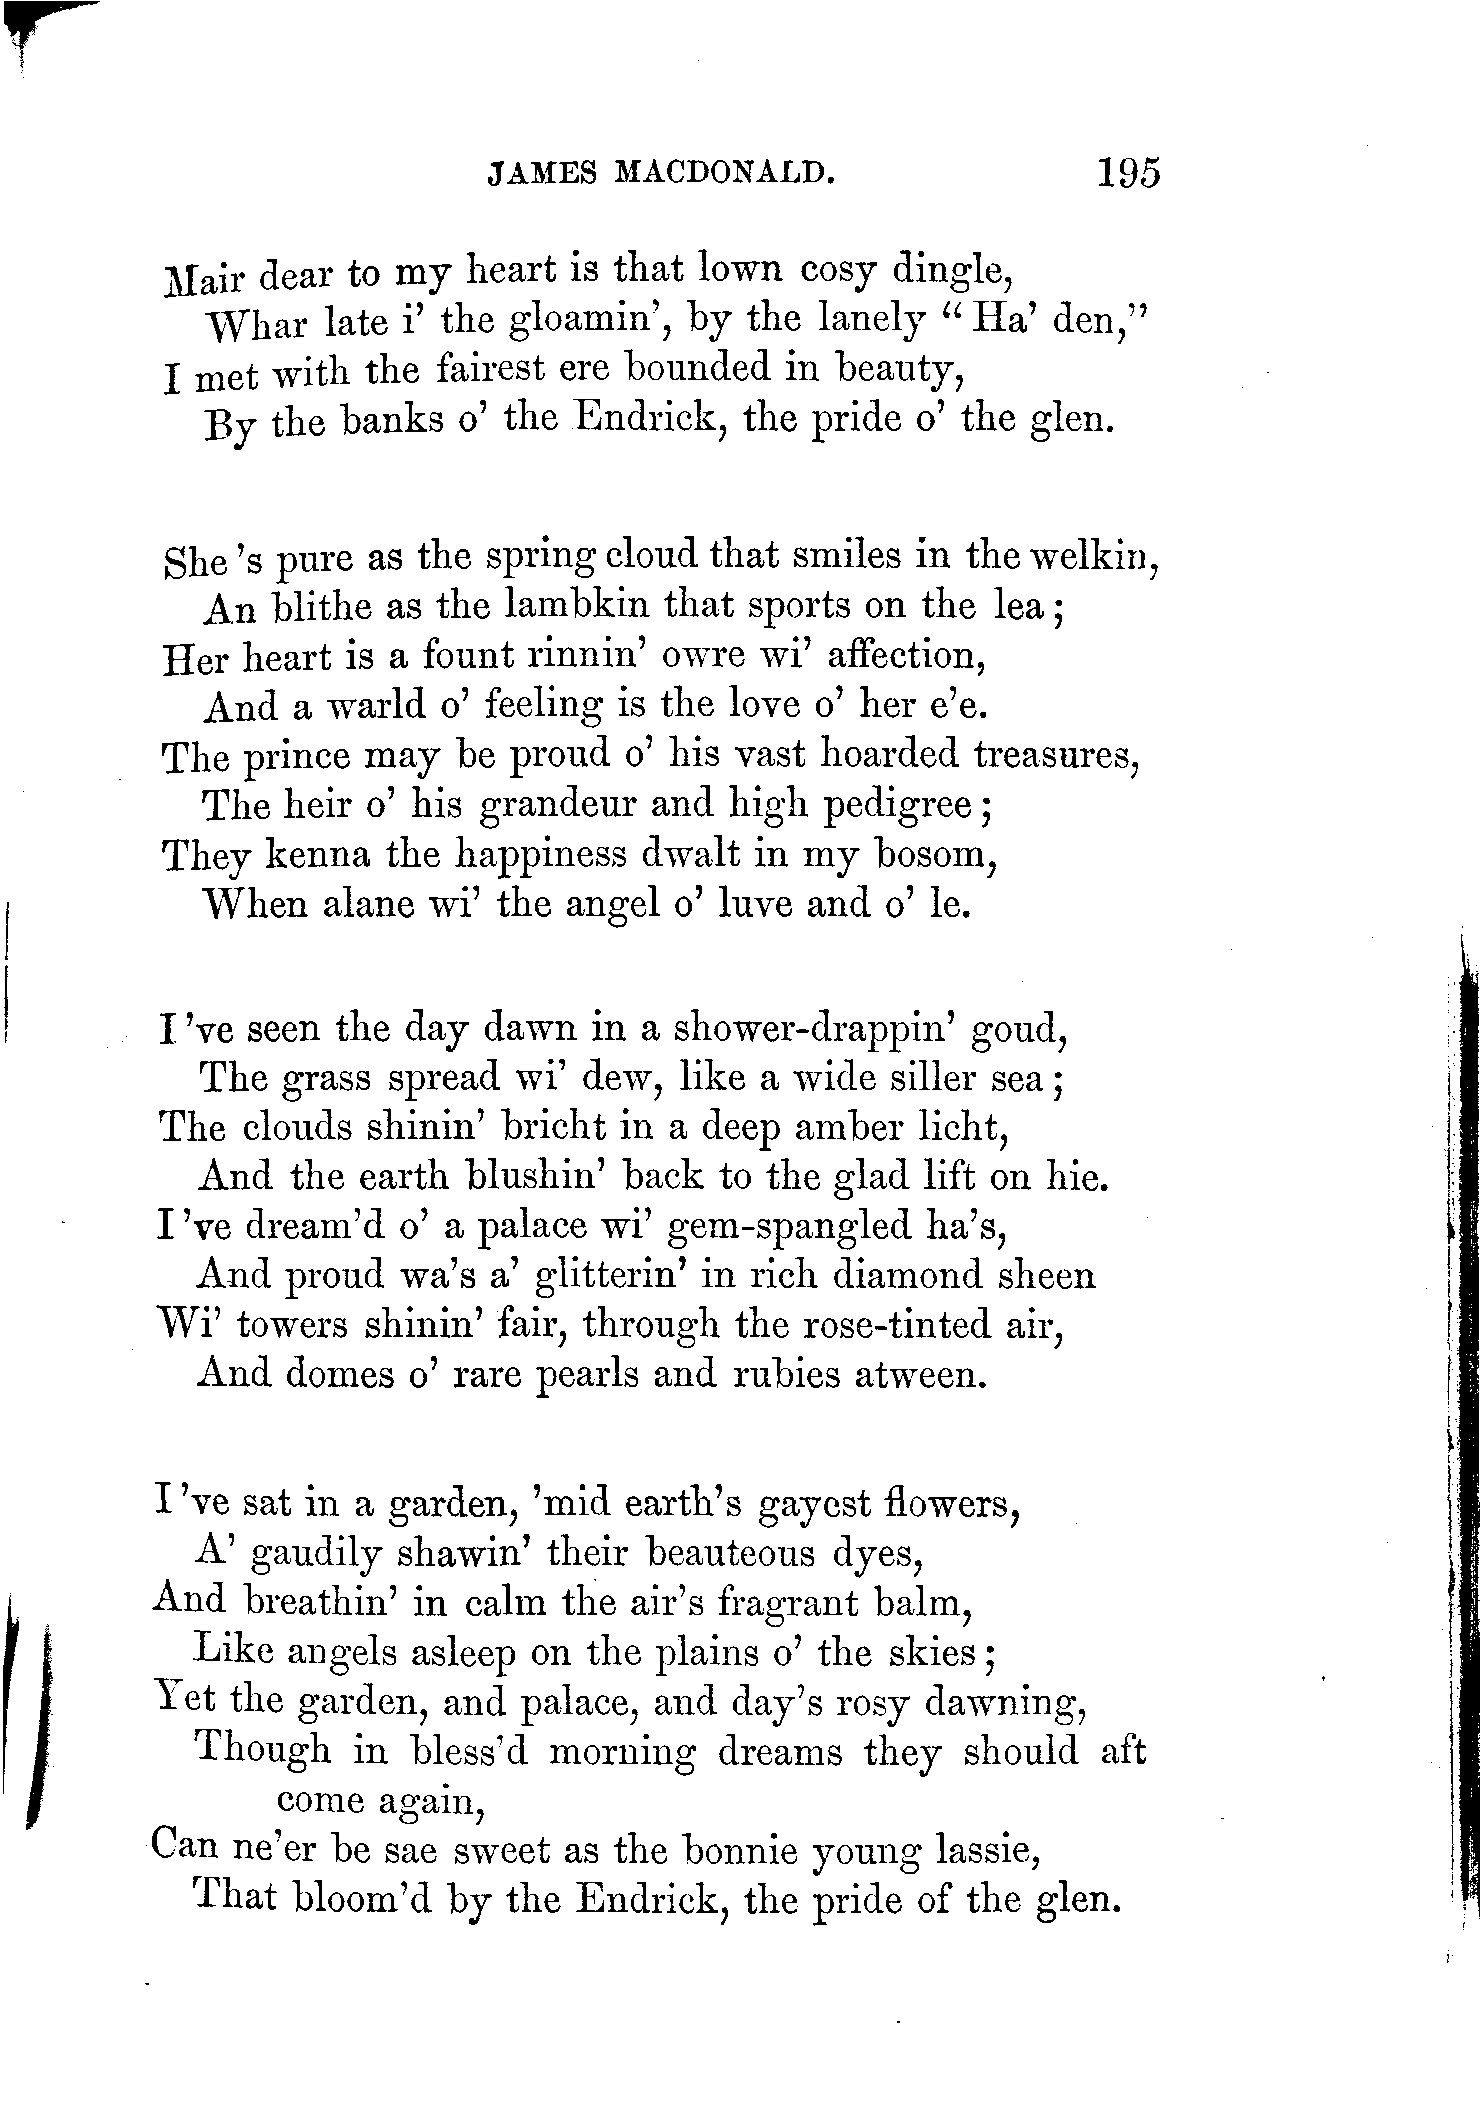 JAMES MACDONALD. 195
Mair dear to my heart is that lown cosy dingle,
Whar late i' the gloamin', by the lanely "Ha' den,"
I met with the fairest ere bounded in beauty,
By the banks o' the Endrick, the pride o' the glen.
She's pure as the spring cloud that smiles in the welkin,
An blithe as the lambkin that sports on the lea;
Her heart is a fount rinnin' owre wi' affection,
And a warld o' feeling is the love o' her e'e.
The prince may be proud o' his vast hoarded treasures,
The heir o' his grandeur and high pedigree;
They kenna the happiness dwalt in my bosom,
When alane wi' the angel o' luve and o' le.
I've seen the day dawn in a shower-drappin' goud,
The grass spread wi' dew, like a wide siller sea;
The clouds shinin' bricht in a deep amber licht,
And the earth blushin' back to the glad lift on hie.
I've dream'd o' a palace wi' gem-spangled ha's,
And proud wa's a' glitterin' in rich diamond sheen
Wi' towers shinin' fair, through the rose-tinted air,
And domes o' rare pearls and rubies atween.
I've sat in a garden, 'mid earth's gayest flowers,
A' gaudily shawin' their beauteous dyes,
And breathin' in calm the air's fragrant balm,
Like angels asleep on the plains o' the skies;
Yet the garden, and palace, and day's rosy dawning,
Though in bless'd morning dreams they should aft
come again,
Can ne'er be sae sweet as the bonnie young lassie,
That bloom'd by the Endrick, the pride of the glen.